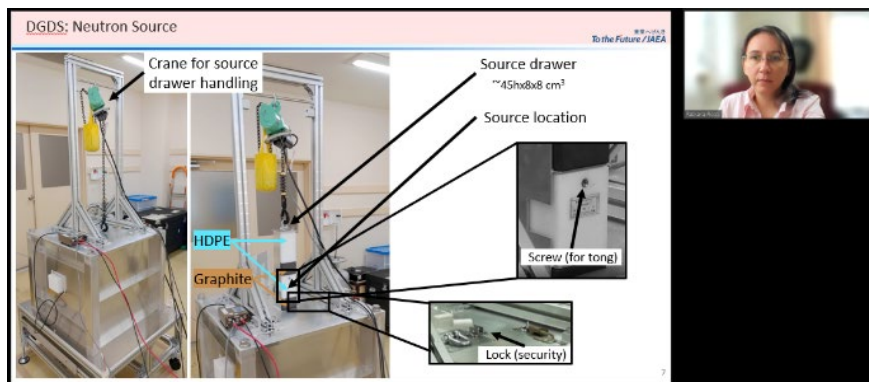 DGDS: Neutron Source
To the Future / JAEA
Crane for source
drawer handling
Source drawer
~45hx8x8 cm³
Source location
HDPE
Graphite
Screw (for tong)
Lock (security)
7